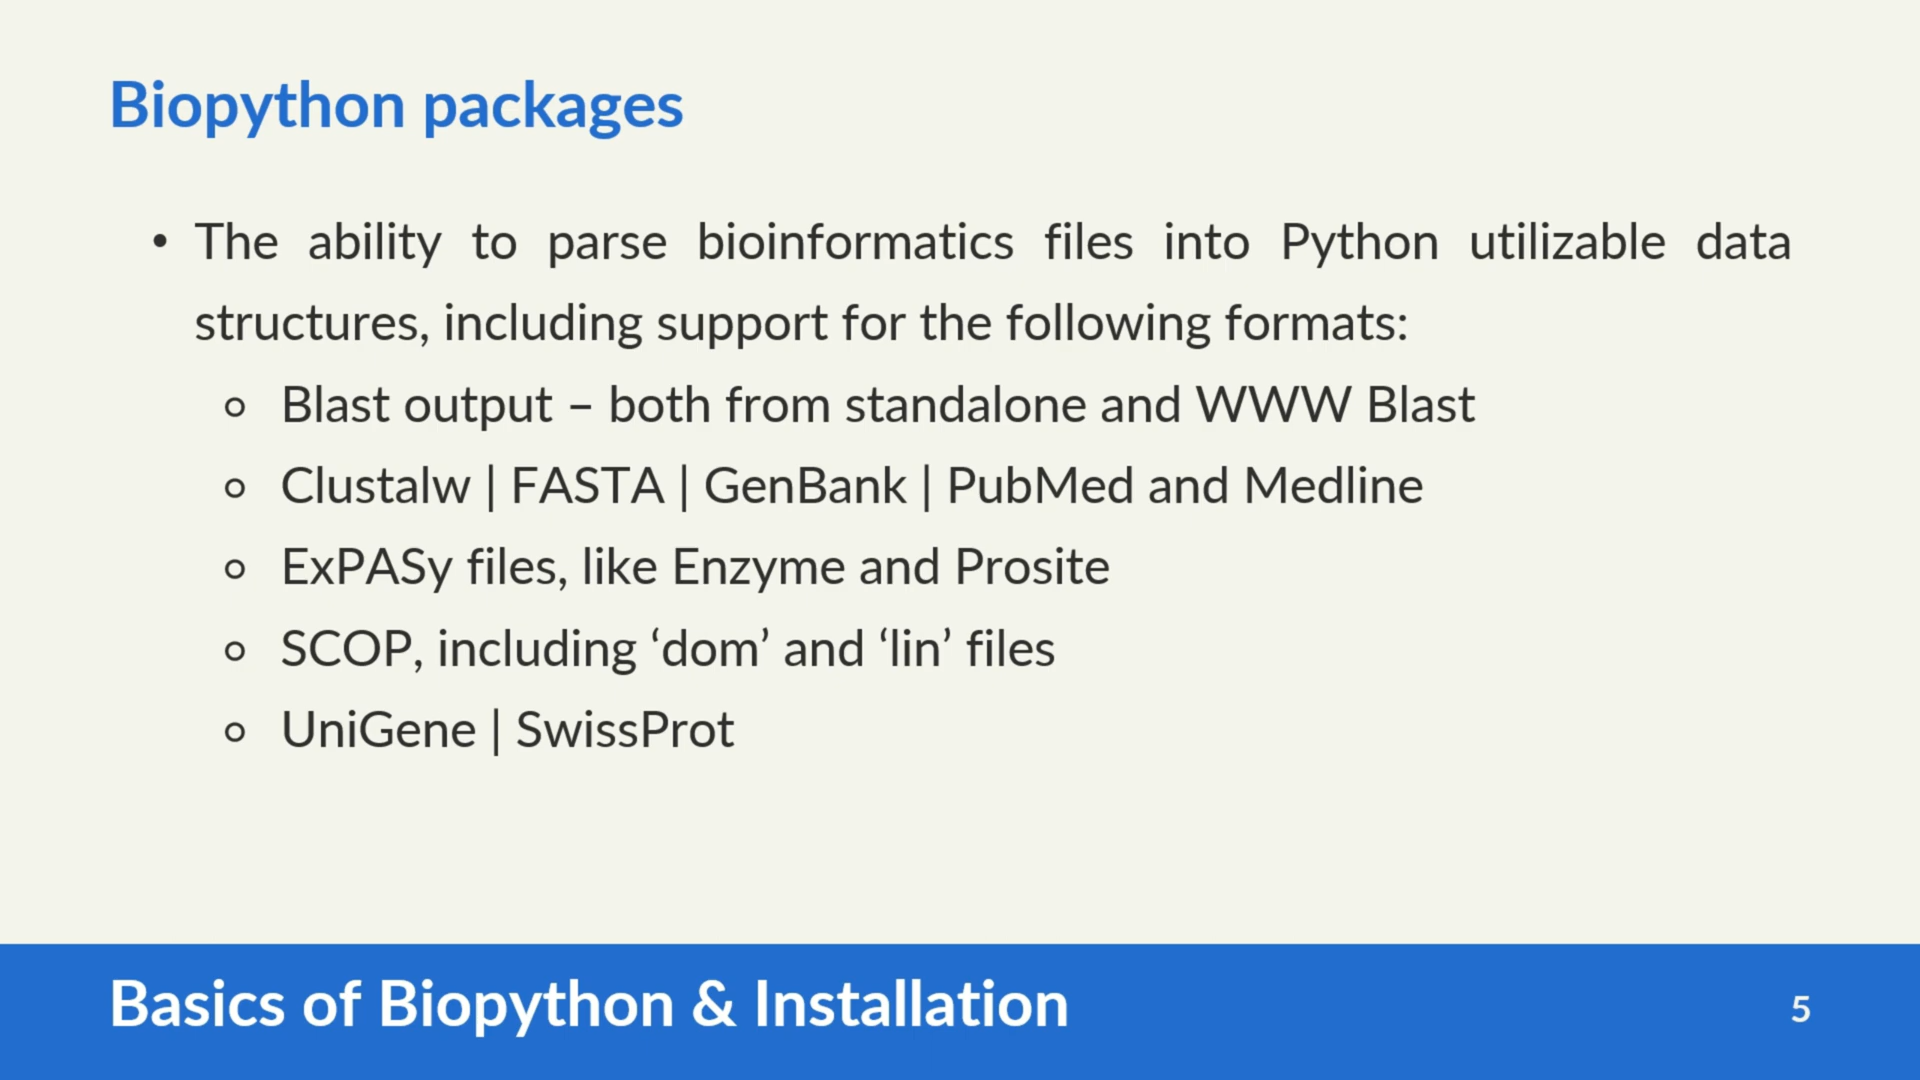 Biopython packages
• The ability to parse bioinformatics files into Python utilizable data
structures, including support for the following formats:
∘ Blast output – both from standalone and WWW Blast
∘ Clustalw | FASTA | GenBank | PubMed and Medline
∘ ExPASy files, like Enzyme and Prosite
∘ SCOP, including ‘dom’ and ‘lin’ files
∘ UniGene | SwissProt
Basics of Biopython & Installation
5